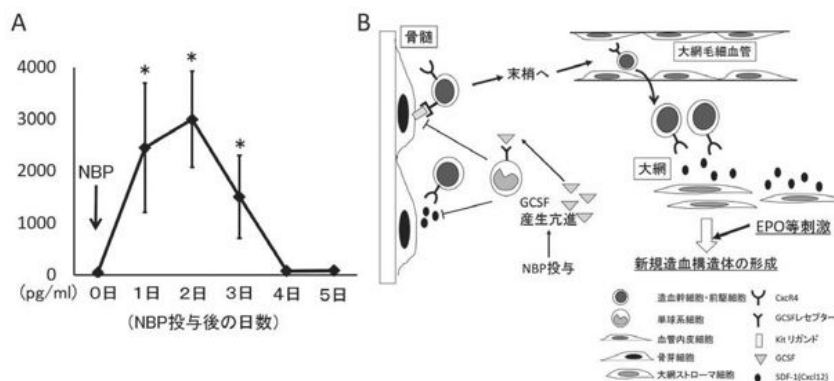 A
4000
3000
2000
1000
0
(pg/ml)
NBP
*
*
*
0日 1日 2日 3日 4日 5日
(NBP投与後の日数)
B
骨髄
末梢へ
大網毛細血管
大網
GCSF
産生亢進
NBP投与
EPO等刺激
新規造血構造体の形成
造血幹細胞・前駆細胞
単球系細胞
血管内皮細胞
骨芽細胞
大網ストローマ細胞
CxcR4
GCSFレセプター
Kit リガンド
GCSF
SDF-1(Cxcl12)